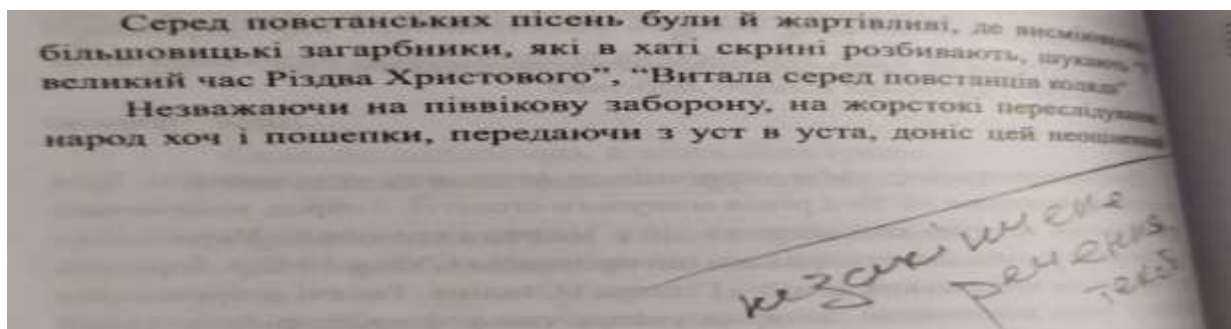 Серед повстанських пісень були й жартівливі, де
більшовицькі загарбники, які в хаті скрині розбивають, шукають
великий час Різдва Христового”, “Витала серед повстанців коляда”
Незважаючи на піввікову заборону, на жорстокі переслідування
народ хоч і пошепки, передаючи з уст в уста, доніс цей неоцінений
незакінчене
речення,
текст